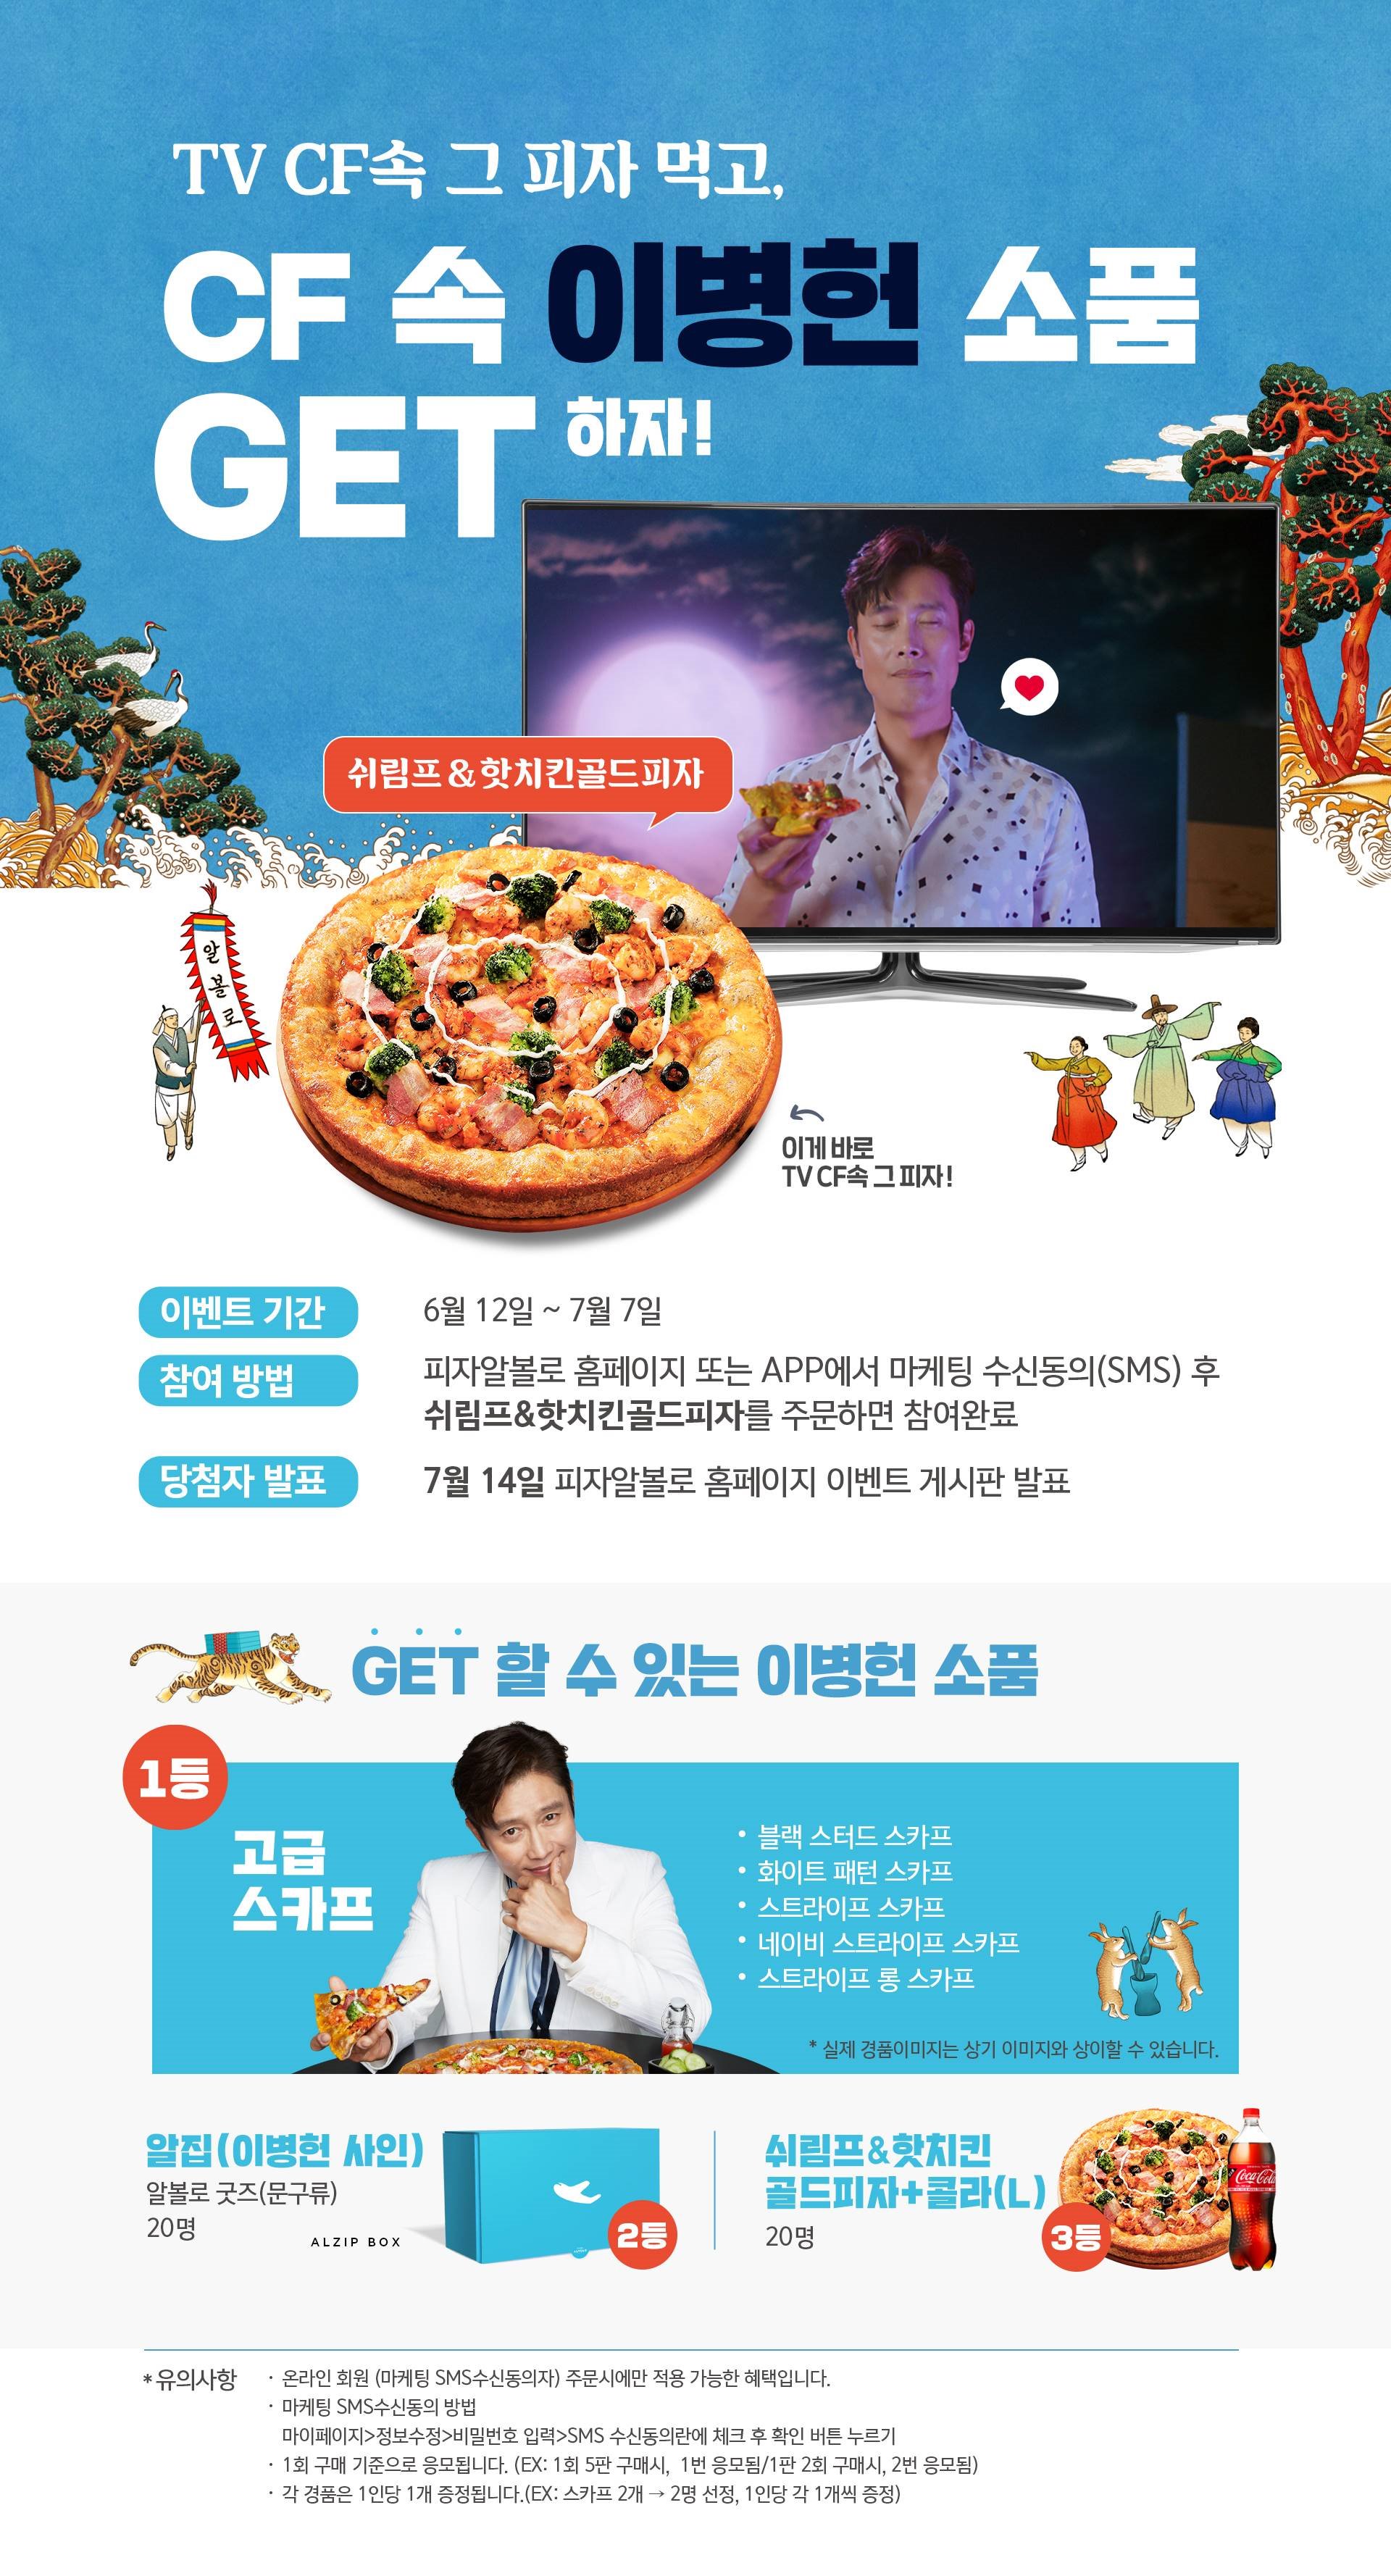 TV CF속 그 피자 먹고,
CF 속 이병헌 소품
GET 하자!
쉬림프&핫치킨골드피자
알볼로
이게 바로
TV CF속 그 피자!
이벤트 기간
6월 12일 ~ 7월 7일
참여 방법
피자알볼로 홈페이지 또는 APP에서 마케팅 수신동의(SMS) 후
쉬림프&핫치킨골드피자를 주문하면 참여완료
당첨자 발표
7월 14일 피자알볼로 홈페이지 이벤트 게시판 발표
GET 할 수 있는 이병헌 소품
1등
고급
스카프
• 블랙 스터드 스카프
• 화이트 패턴 스카프
• 스트라이프 스카프
• 네이비 스트라이프 스카프
• 스트라이프 롱 스카프
* 실제 경품이미지는 상기 이미지와 상이할 수 있습니다.
알집(이병헌 사인)
알볼로 굿즈(문구류)
20명
ALZIP BOX
2등
쉬림프&핫치킨
골드피자+콜라(L)
20명
3등
Coca-Cola
*유의사항
· 온라인 회원 (마케팅 SMS수신동의자) 주문시에만 적용 가능한 혜택입니다.
· 마케팅 SMS수신동의 방법
마이페이지>정보수정>비밀번호 입력>SMS 수신동의란에 체크 후 확인 버튼 누르기
· 1회 구매 기준으로 응모됩니다. (EX: 1회 5판 구매시, 1번 응모됨/1판 2회 구매시, 2번 응모됨)
· 각 경품은 1인당 1개 증정됩니다.(EX: 스카프 2개 → 2명 선정, 1인당 각 1개씩 증정)